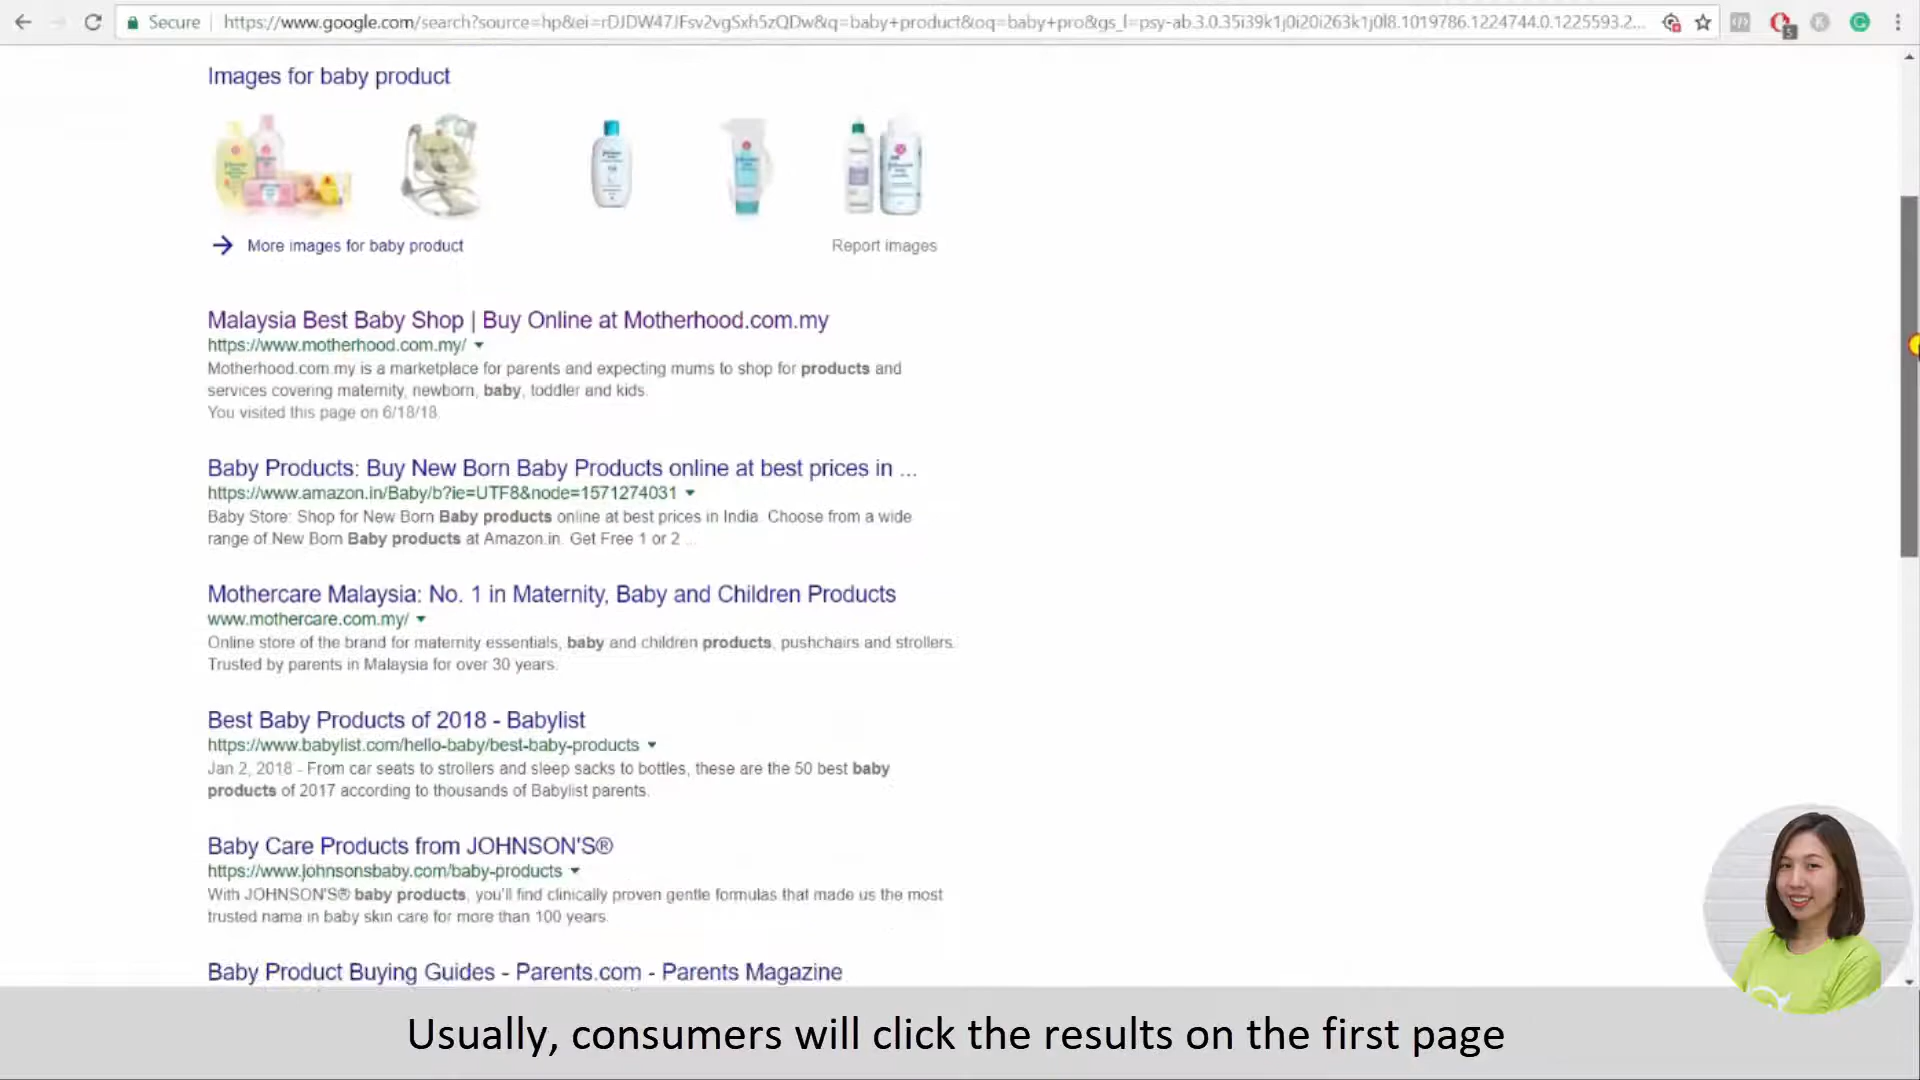 Secure | https://www.google.com/search?source=hp&ei=rDJDW47JFsv2vgSxh5zQDw&q=baby+product&oq=baby+pro&gs_l=psy-ab.3.0.35i39k1j0i20i263k1j0l8.1019786.1224744.0.1225593.2...
5
Images for baby product
More images for baby product
Report images
Malaysia Best Baby Shop | Buy Online at Motherhood.com.my
https://www.motherhood.com.my/
Motherhood.com.my is a marketplace for parents and expecting mums to shop for products and
services covering maternity, newborn, baby, toddler and kids.
You visited this page on 6/18/18.
Baby Products: Buy New Born Baby Products online at best prices in ...
https://www.amazon.in/Baby/b?ie=UTF8&node=1571274031
Baby Store: Shop for New Born Baby products online at best prices in India. Choose from a wide
range of New Born Baby products at Amazon.in. Get Free 1 or 2 ...
Mothercare Malaysia: No. 1 in Maternity, Baby and Children Products
www.mothercare.com.my/
Online store of the brand for maternity essentials, baby and children products, pushchairs and strollers.
Trusted by parents in Malaysia for over 30 years.
Best Baby Products of 2018 - Babylist
https://www.babylist.com/hello-baby/best-baby-products
Jan 2, 2018 - From car seats to strollers and sleep sacks to bottles, these are the 50 best baby
products of 2017 according to thousands of Babylist parents.
Baby Care Products from JOHNSON'S®
https://www.johnsonsbaby.com/baby-products
With JOHNSON'S® baby products, you'll find clinically proven gentle formulas that made us the most
trusted nama in baby skin care for more than 100 years.
Baby Product Buying Guides - Parents.com - Parents Magazine
Usually, consumers will click the results on the first page